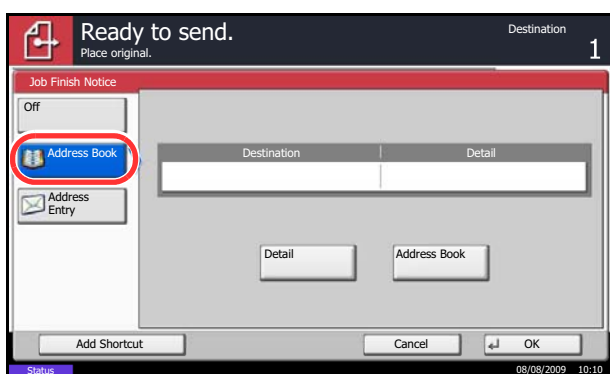 Ready to send.
Destination
Place original.
1
Job Finish Notice
Off
Address Book
Destination
Detail
Address
Entry
Detail
Address Book
Add Shortcut
Cancel
OK
Status
08/08/2009 10:10